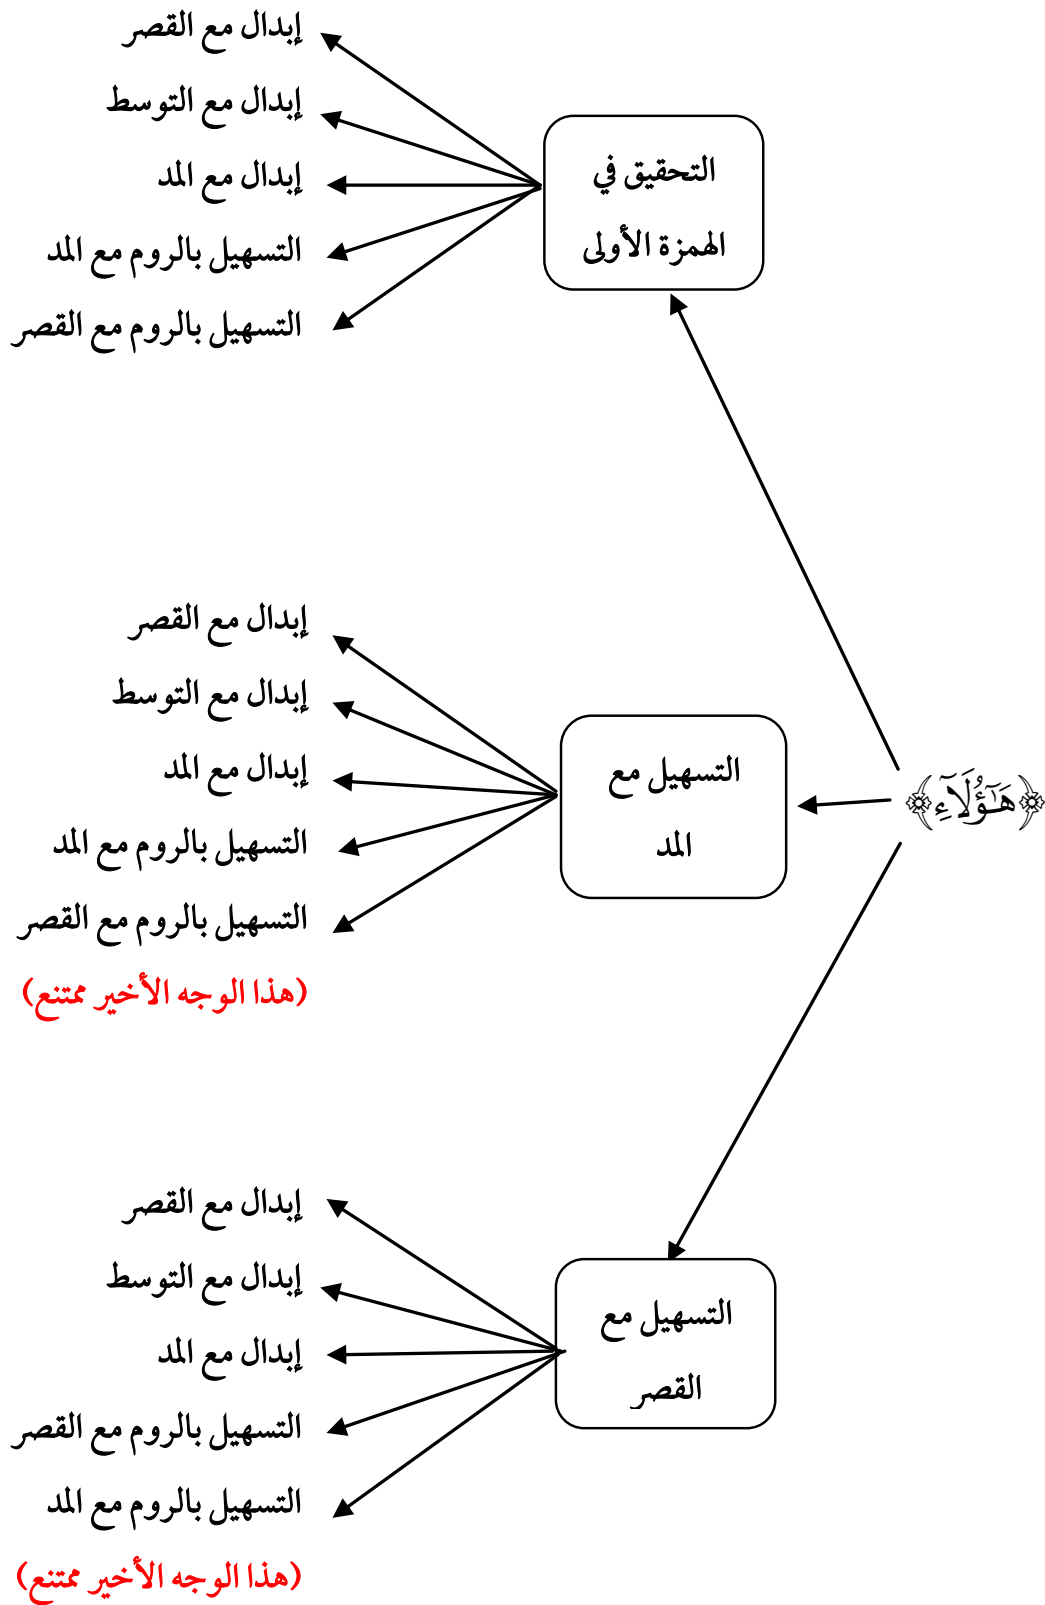 ﴿هَـٰٓؤُلَآءِ﴾
التحقيق في
الهمزة الأولى
إبدال مع القصر
إبدال مع التوسط
إبدال مع المد
التسهيل بالروم مع المد
التسهيل بالروم مع القصر
التسهيل مع
المد
إبدال مع القصر
إبدال مع التوسط
إبدال مع المد
التسهيل بالروم مع المد
التسهيل بالروم مع القصر
(هذا الوجه الأخير ممتنع)
التسهيل مع
القصر
إبدال مع القصر
إبدال مع التوسط
إبدال مع المد
التسهيل بالروم مع القصر
التسهيل بالروم مع المد
(هذا الوجه الأخير ممتنع)